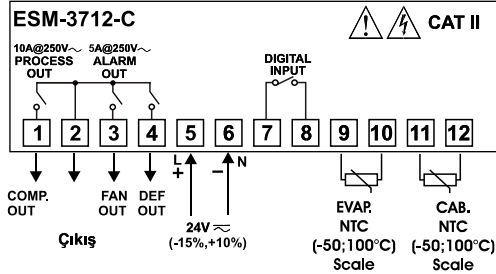 ESM-3712-C
CAT II
10A@250V~ 5A@250V~
PROCESS OUT
ALARM OUT
DIGITAL
INPUT
1 2 3 4 5 6 7 8 9 10 11 12
L N
+ −
COMP.
OUT
FAN
OUT
DEF
OUT
Çıkış
24V ⎓~
(-15%,+10%)
EVAP.
NTC
(-50;100°C)
Scale
CAB.
NTC
(-50;100°C)
Scale